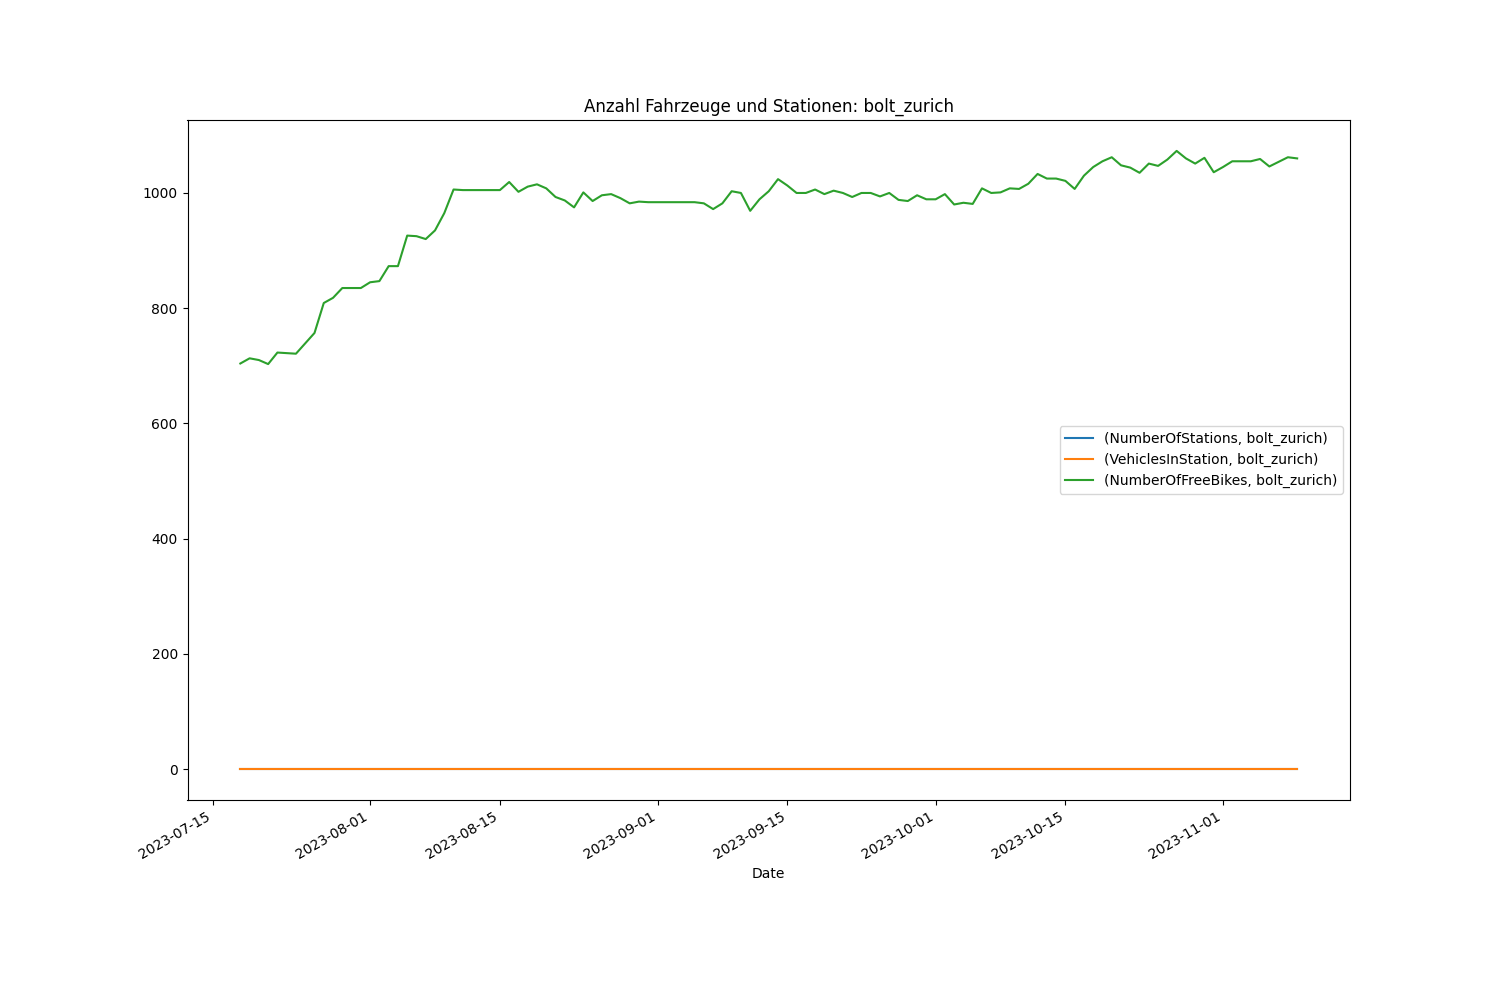 Anzahl Fahrzeuge und Stationen: bolt_zurich
1000
800
600
400
200
0
(NumberOfStations, bolt_zurich)
(VehiclesInStation, bolt_zurich)
(NumberOfFreeBikes, bolt_zurich)
2023-07-15
2023-08-01
2023-08-15
2023-09-01
2023-09-15
2023-10-01
2023-10-15
2023-11-01
Date